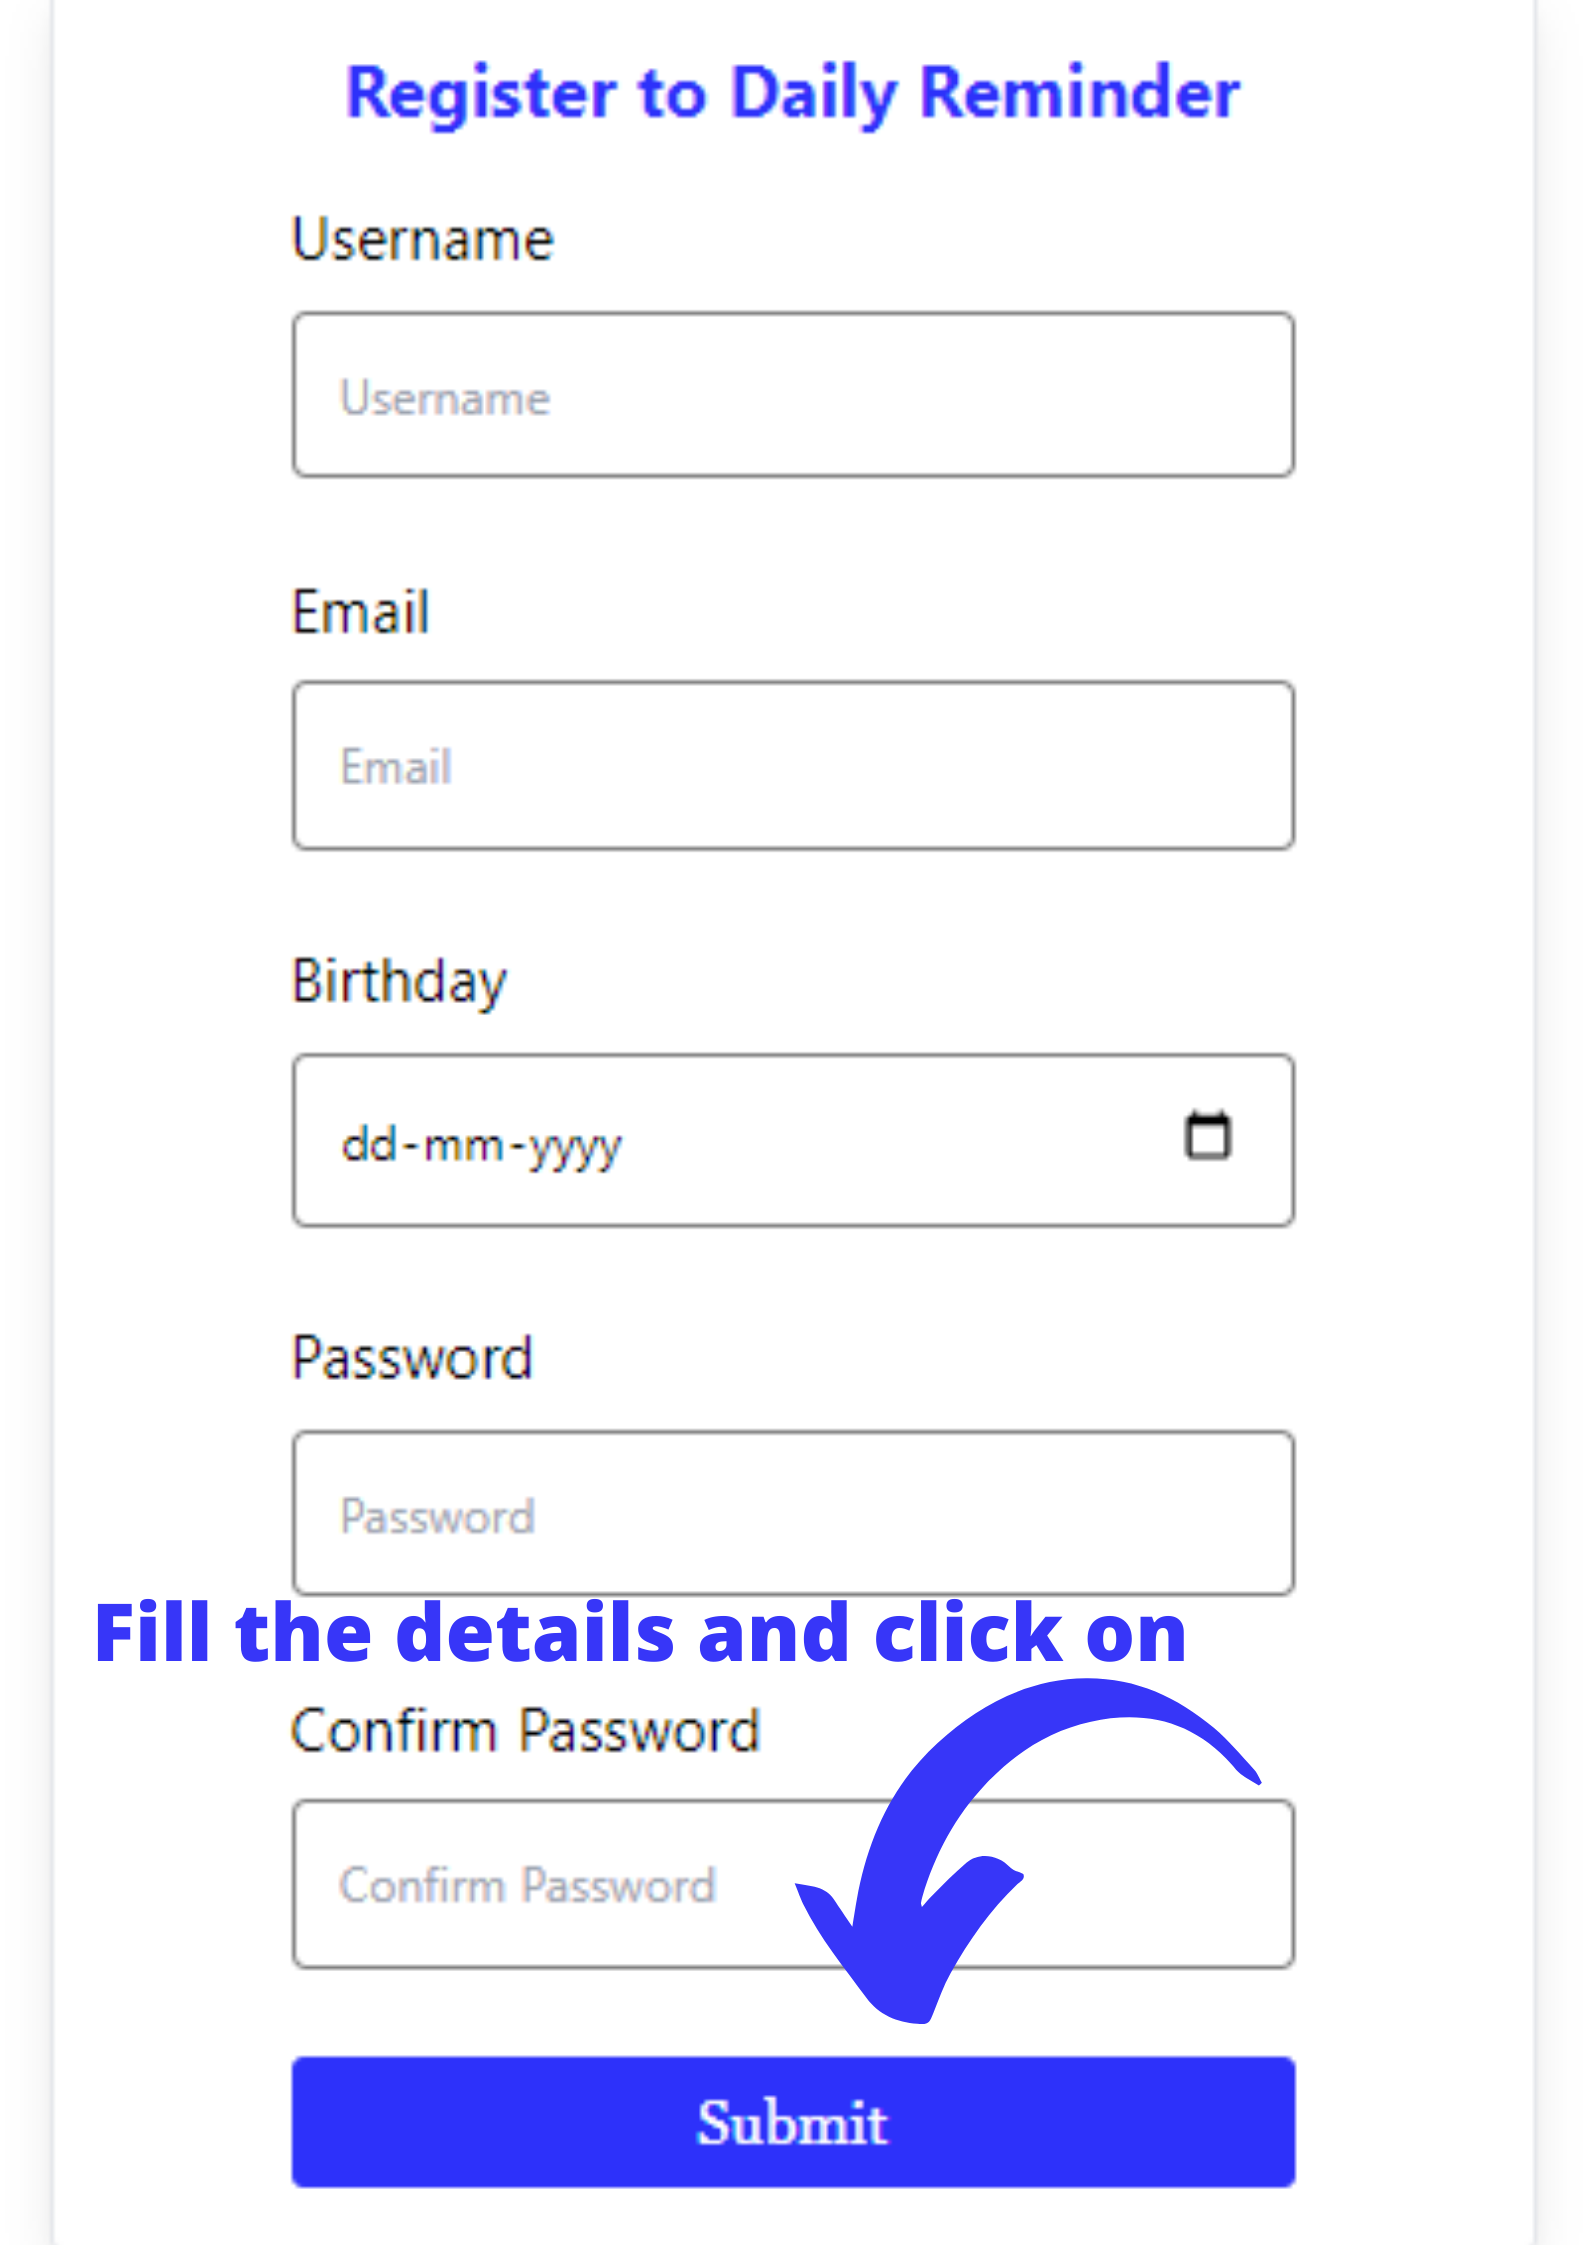 Register to Daily Reminder
Username
Username
Email
Email
Birthday
dd-mm-yyyy
Password
Password
Fill the details and click on
Confirm Password
Confirm Password
Submit